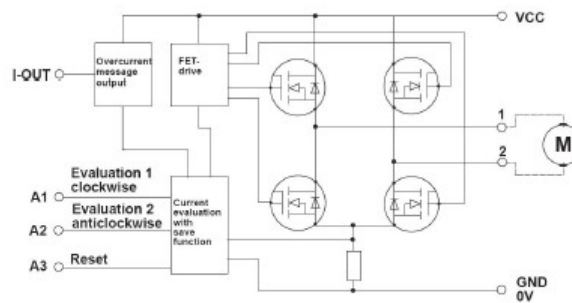 VCC
Overcurrent
message
output
FET-
drive
I-OUT
1
2
M
Evaluation 1
clockwise
A1
Evaluation 2
anticlockwise
A2
Reset
A3
Current
evaluation
with
save
function
GND
0V